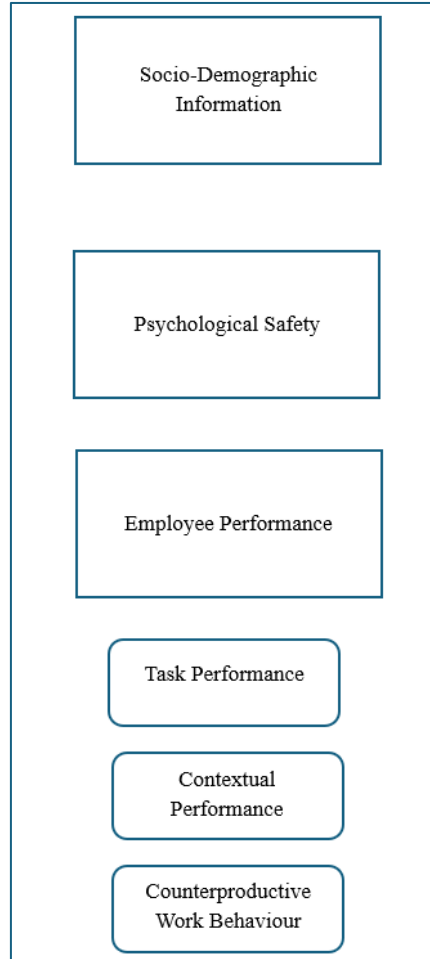 Socio-Demographic
Information
Psychological Safety
Employee Performance
Task Performance
Contextual
Performance
Counterproductive
Work Behaviour